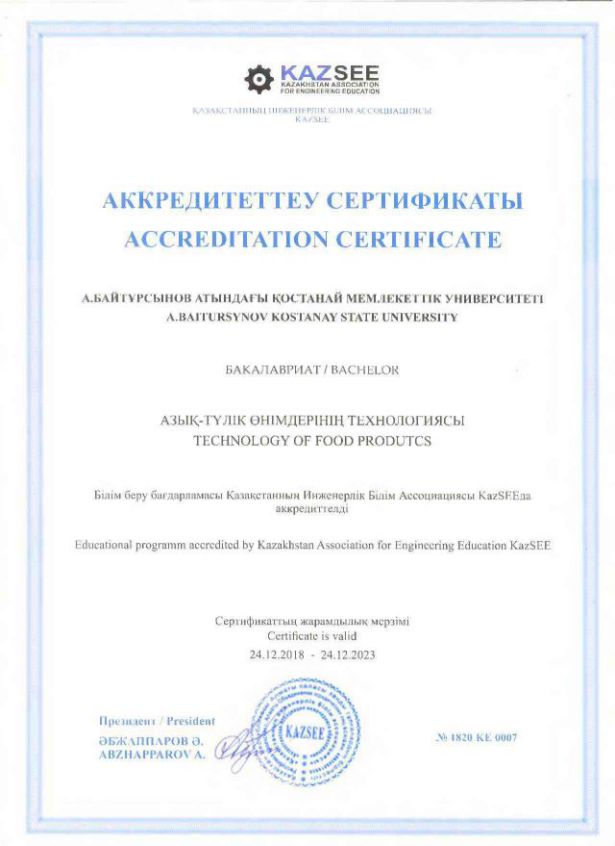 KAZSEE
KAZAKHSTAN ASSOCIATION
FOR ENGINEERING EDUCATION
ҚАЗАҚСТАННЫҢ ИНЖЕНЕРЛІК БІЛІМ АССОЦИАЦИЯСЫ
KAZSEE
АККРЕДИТЕТТЕУ СЕРТИФИКАТЫ
ACCREDITATION CERTIFICATE
А.БАЙТҰРСЫНОВ АТЫНДАҒЫ ҚОСТАНАЙ МЕМЛЕКЕТТІК УНИВЕРСИТЕТІ
A.BAITURSYNOV KOSTANAY STATE UNIVERSITY
БАКАЛАВРИАТ / BACHELOR
АЗЫҚ-ТҮЛІК ӨНІМДЕРІНІҢ ТЕХНОЛОГИЯСЫ
TECHNOLOGY OF FOOD PRODUTCS
Білім беру бағдарламасы Қазақстанның Инженерлік Білім Ассоциациясы KazSEEда
аккредиттелді
Educational programm accredited by Kazakhstan Association for Engineering Education KazSEE
Сертификаттың жарамдылық мерзімі
Certificate is valid
24.12.2018 - 24.12.2023
Президент / President
ӘБЖАППАРОВ Ә.
ABZHAPPAROV A.
KAZSEE
№ 1820 KE 0007